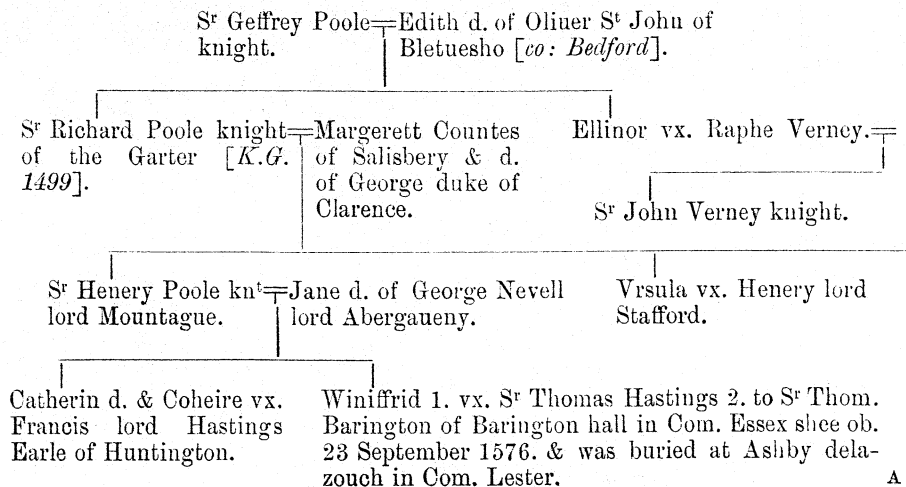 Sʳ Geffrey Poole=Edith d. of Oliuer Sᵗ John of
knight. Bletuesho [co: Bedford].
Sʳ Richard Poole knight=Margerett Countes
of the Garter [K.G. of Salisbery & d.
1499]. of George duke of
Clarence.
Ellinor vx. Raphe Verney.=
Sʳ John Verney knight.
Sʳ Henery Poole knᵗ=Jane d. of George Nevell
lord Mountague. lord Abergaueny.
Vrsula vx. Henery lord
Stafford.
Catherin d. & Coheire vx.
Francis lord Hastings
Earle of Huntington.
Winiffrid 1. vx. Sʳ Thomas Hastings 2. to Sʳ Thom.
Barington of Barington hall in Com. Essex shee ob.
23 September 1576. & was buried at Ashby dela-
zouch in Com. Lester.
A